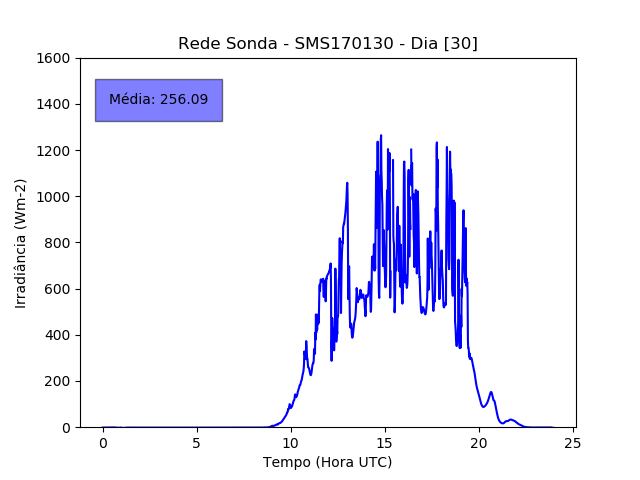 Rede Sonda - SMS170130 - Dia [30]
Média: 256.09
Irradiância (Wm-2)
1600
1400
1200
1000
800
600
400
200
0
0 5 10 15 20 25
Tempo (Hora UTC)